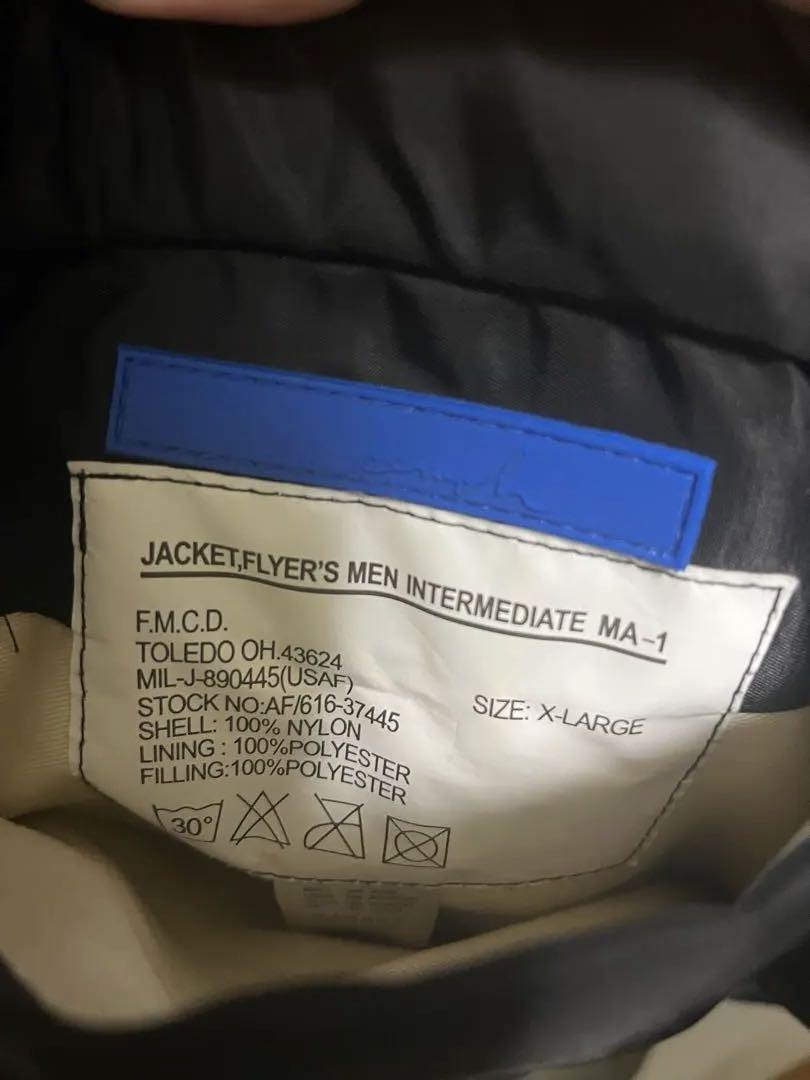 JACKET,FLYER'S MEN INTERMEDIATE MA-1
F.M.C.D.
TOLEDO OH.43624
MIL-J-890445(USAF)
STOCK NO:AF/616-37445
SIZE: X-LARGE
SHELL: 100% NYLON
LINING : 100%POLYESTER
FILLING:100%POLYESTER
30°